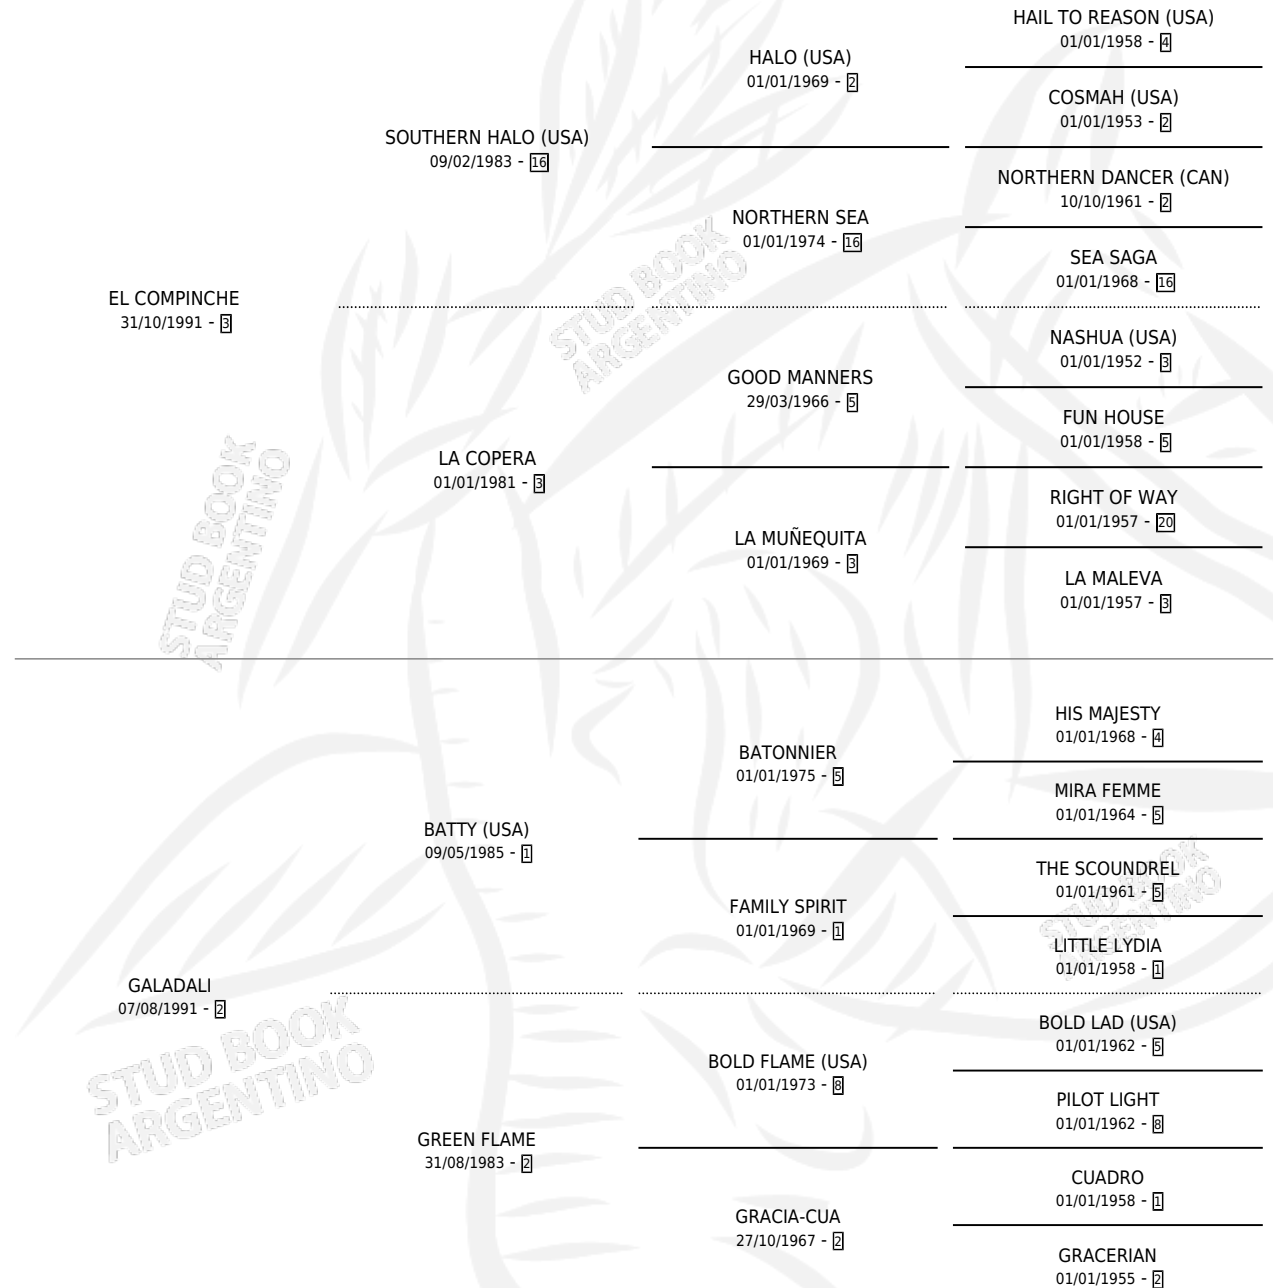 HAIL TO REASON (USA)
01/01/1958 - 4
HALO (USA)
01/01/1969 - 2
COSMAH (USA)
01/01/1953 - 2
SOUTHERN HALO (USA)
09/02/1983 - 16
NORTHERN DANCER (CAN)
10/10/1961 - 2
NORTHERN SEA
01/01/1974 - 16
SEA SAGA
01/01/1968 - 16
EL COMPINCHE
31/10/1991 - 3
NASHUA (USA)
01/01/1952 - 3
GOOD MANNERS
29/03/1966 - 5
FUN HOUSE
01/01/1958 - 5
LA COPERA
01/01/1981 - 3
RIGHT OF WAY
01/01/1957 - 20
LA MUÑEQUITA
01/01/1969 - 3
LA MALEVA
01/01/1957 - 3
HIS MAJESTY
01/01/1968 - 4
BATONNIER
01/01/1975 - 5
MIRA FEMME
01/01/1964 - 5
BATTY (USA)
09/05/1985 - 1
THE SCOUNDREL
01/01/1961 - 5
FAMILY SPIRIT
01/01/1969 - 1
LITTLE LYDIA
01/01/1958 - 1
GALADALI
07/08/1991 - 2
BOLD LAD (USA)
01/01/1962 - 5
BOLD FLAME (USA)
01/01/1973 - 8
PILOT LIGHT
01/01/1962 - 8
GREEN FLAME
31/08/1983 - 2
CUADRO
01/01/1958 - 1
GRACIA-CUA
27/10/1967 - 2
GRACERIAN
01/01/1955 - 2
STUD BOOK
ARGENTINO
STUD BOOK
ARGENTINO
STUD BOOK
ARGENTINO
STUD BOOK
ARGENTINO